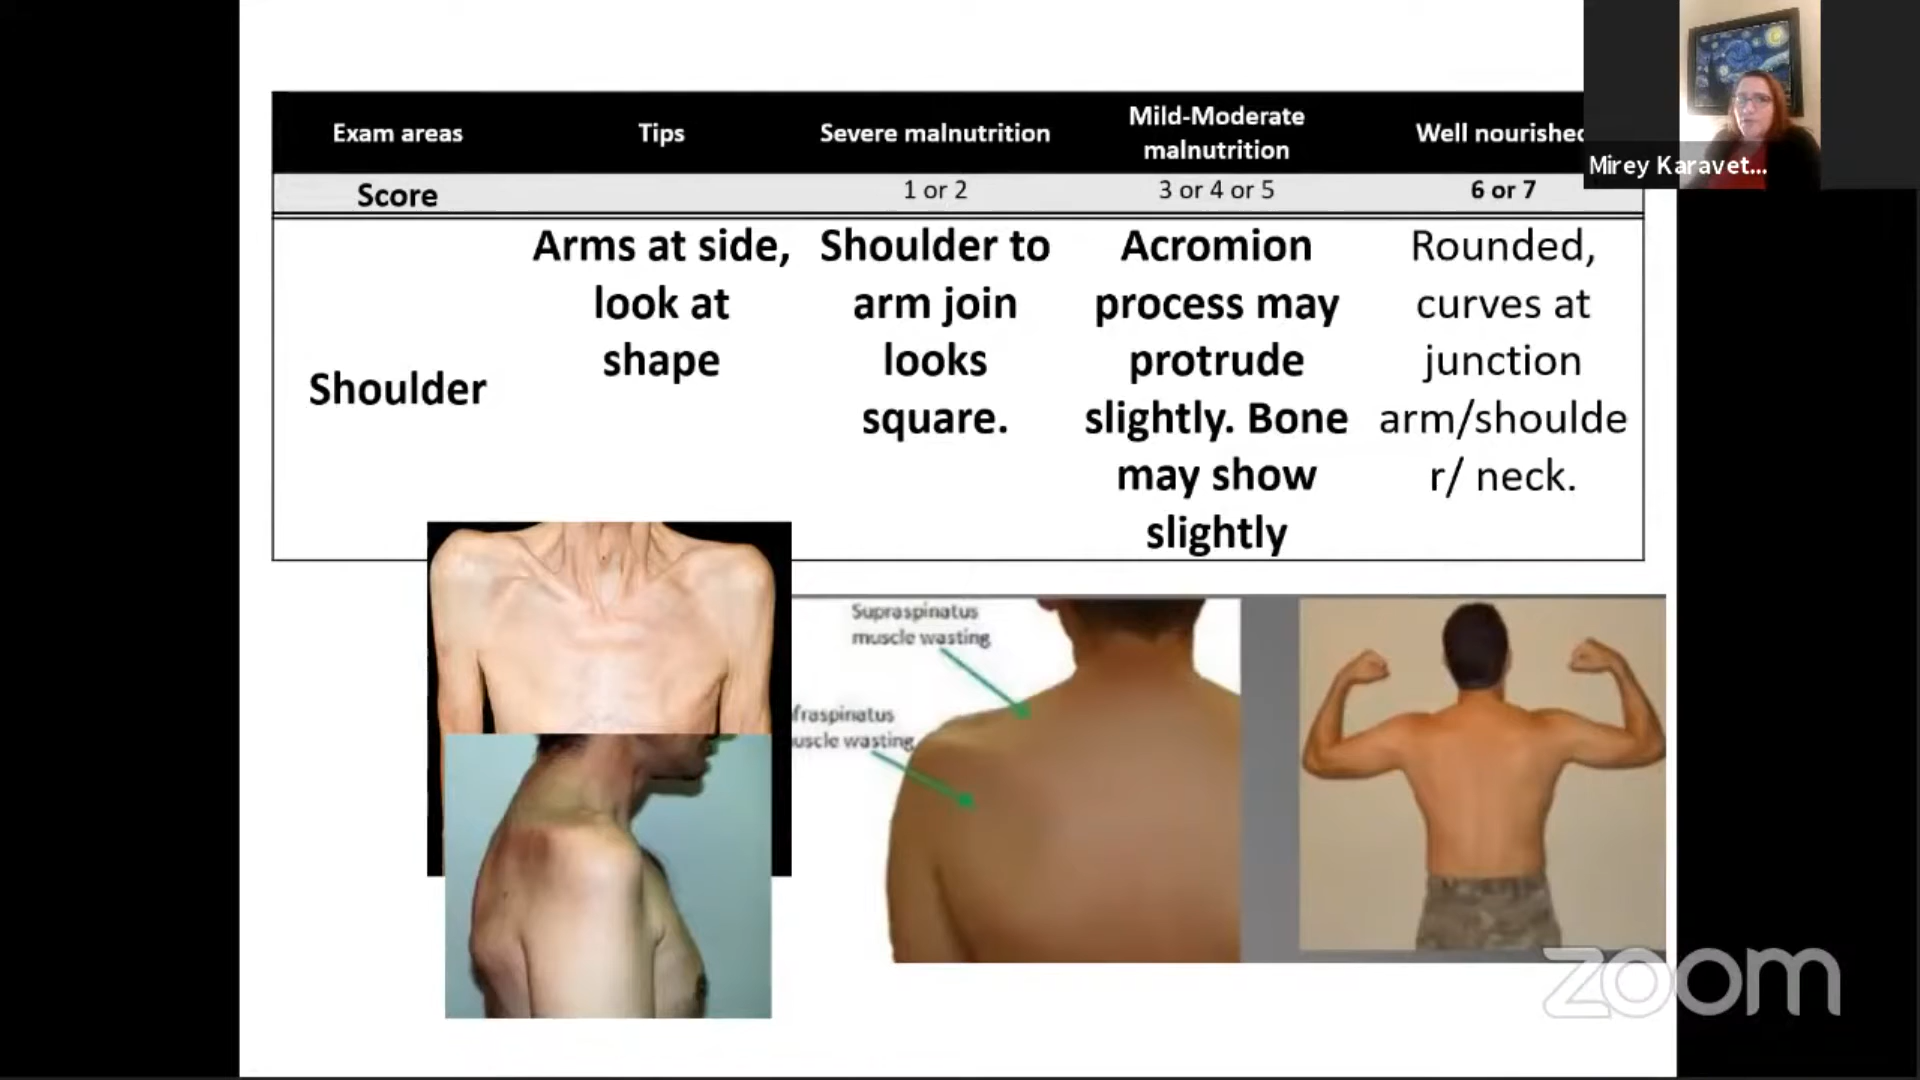 Exam areas
Tips
Severe malnutrition
Mild-Moderate
malnutrition
Well nourished
Score
1 or 2
3 or 4 or 5
6 or 7
Shoulder
Arms at side,
look at
shape
Shoulder to
arm join
looks
square.
Acromion
process may
protrude
slightly. Bone
may show
slightly
Rounded,
curves at
junction
arm/shoulde
r/ neck.
Supraspinatus
muscle wasting
fraspinatus
uscle wasting
Mirey Karavet...
zoom